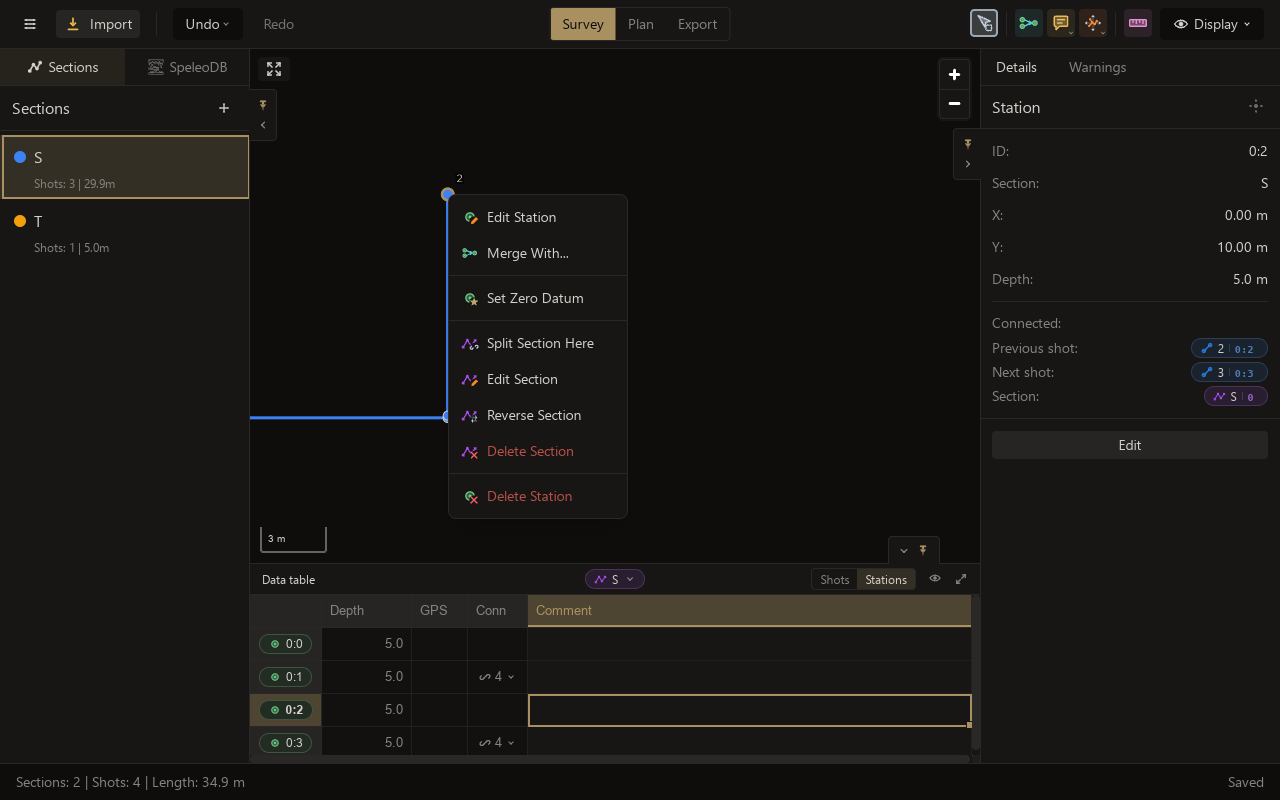 Import
Undo
Redo
Survey
Plan
Export
Display
Sections
SpeleoDB
Sections
S
Shots: 3 | 29.9m
T
Shots: 1 | 5.0m
2
Edit Station
Merge With...
Set Zero Datum
Split Section Here
Edit Section
Reverse Section
Delete Section
Delete Station
3 m
Details
Warnings
Station
ID: 0:2
Section: S
X: 0.00 m
Y: 10.00 m
Depth: 5.0 m
Connected:
Previous shot: 2 | 0:2
Next shot: 3 | 0:3
Section: S | 0
Edit
Data table
S
Shots
Stations
Depth GPS Conn Comment
0:0 5.0
0:1 5.0 4
0:2 5.0
0:3 5.0 4
Sections: 2 | Shots: 4 | Length: 34.9 m
Saved